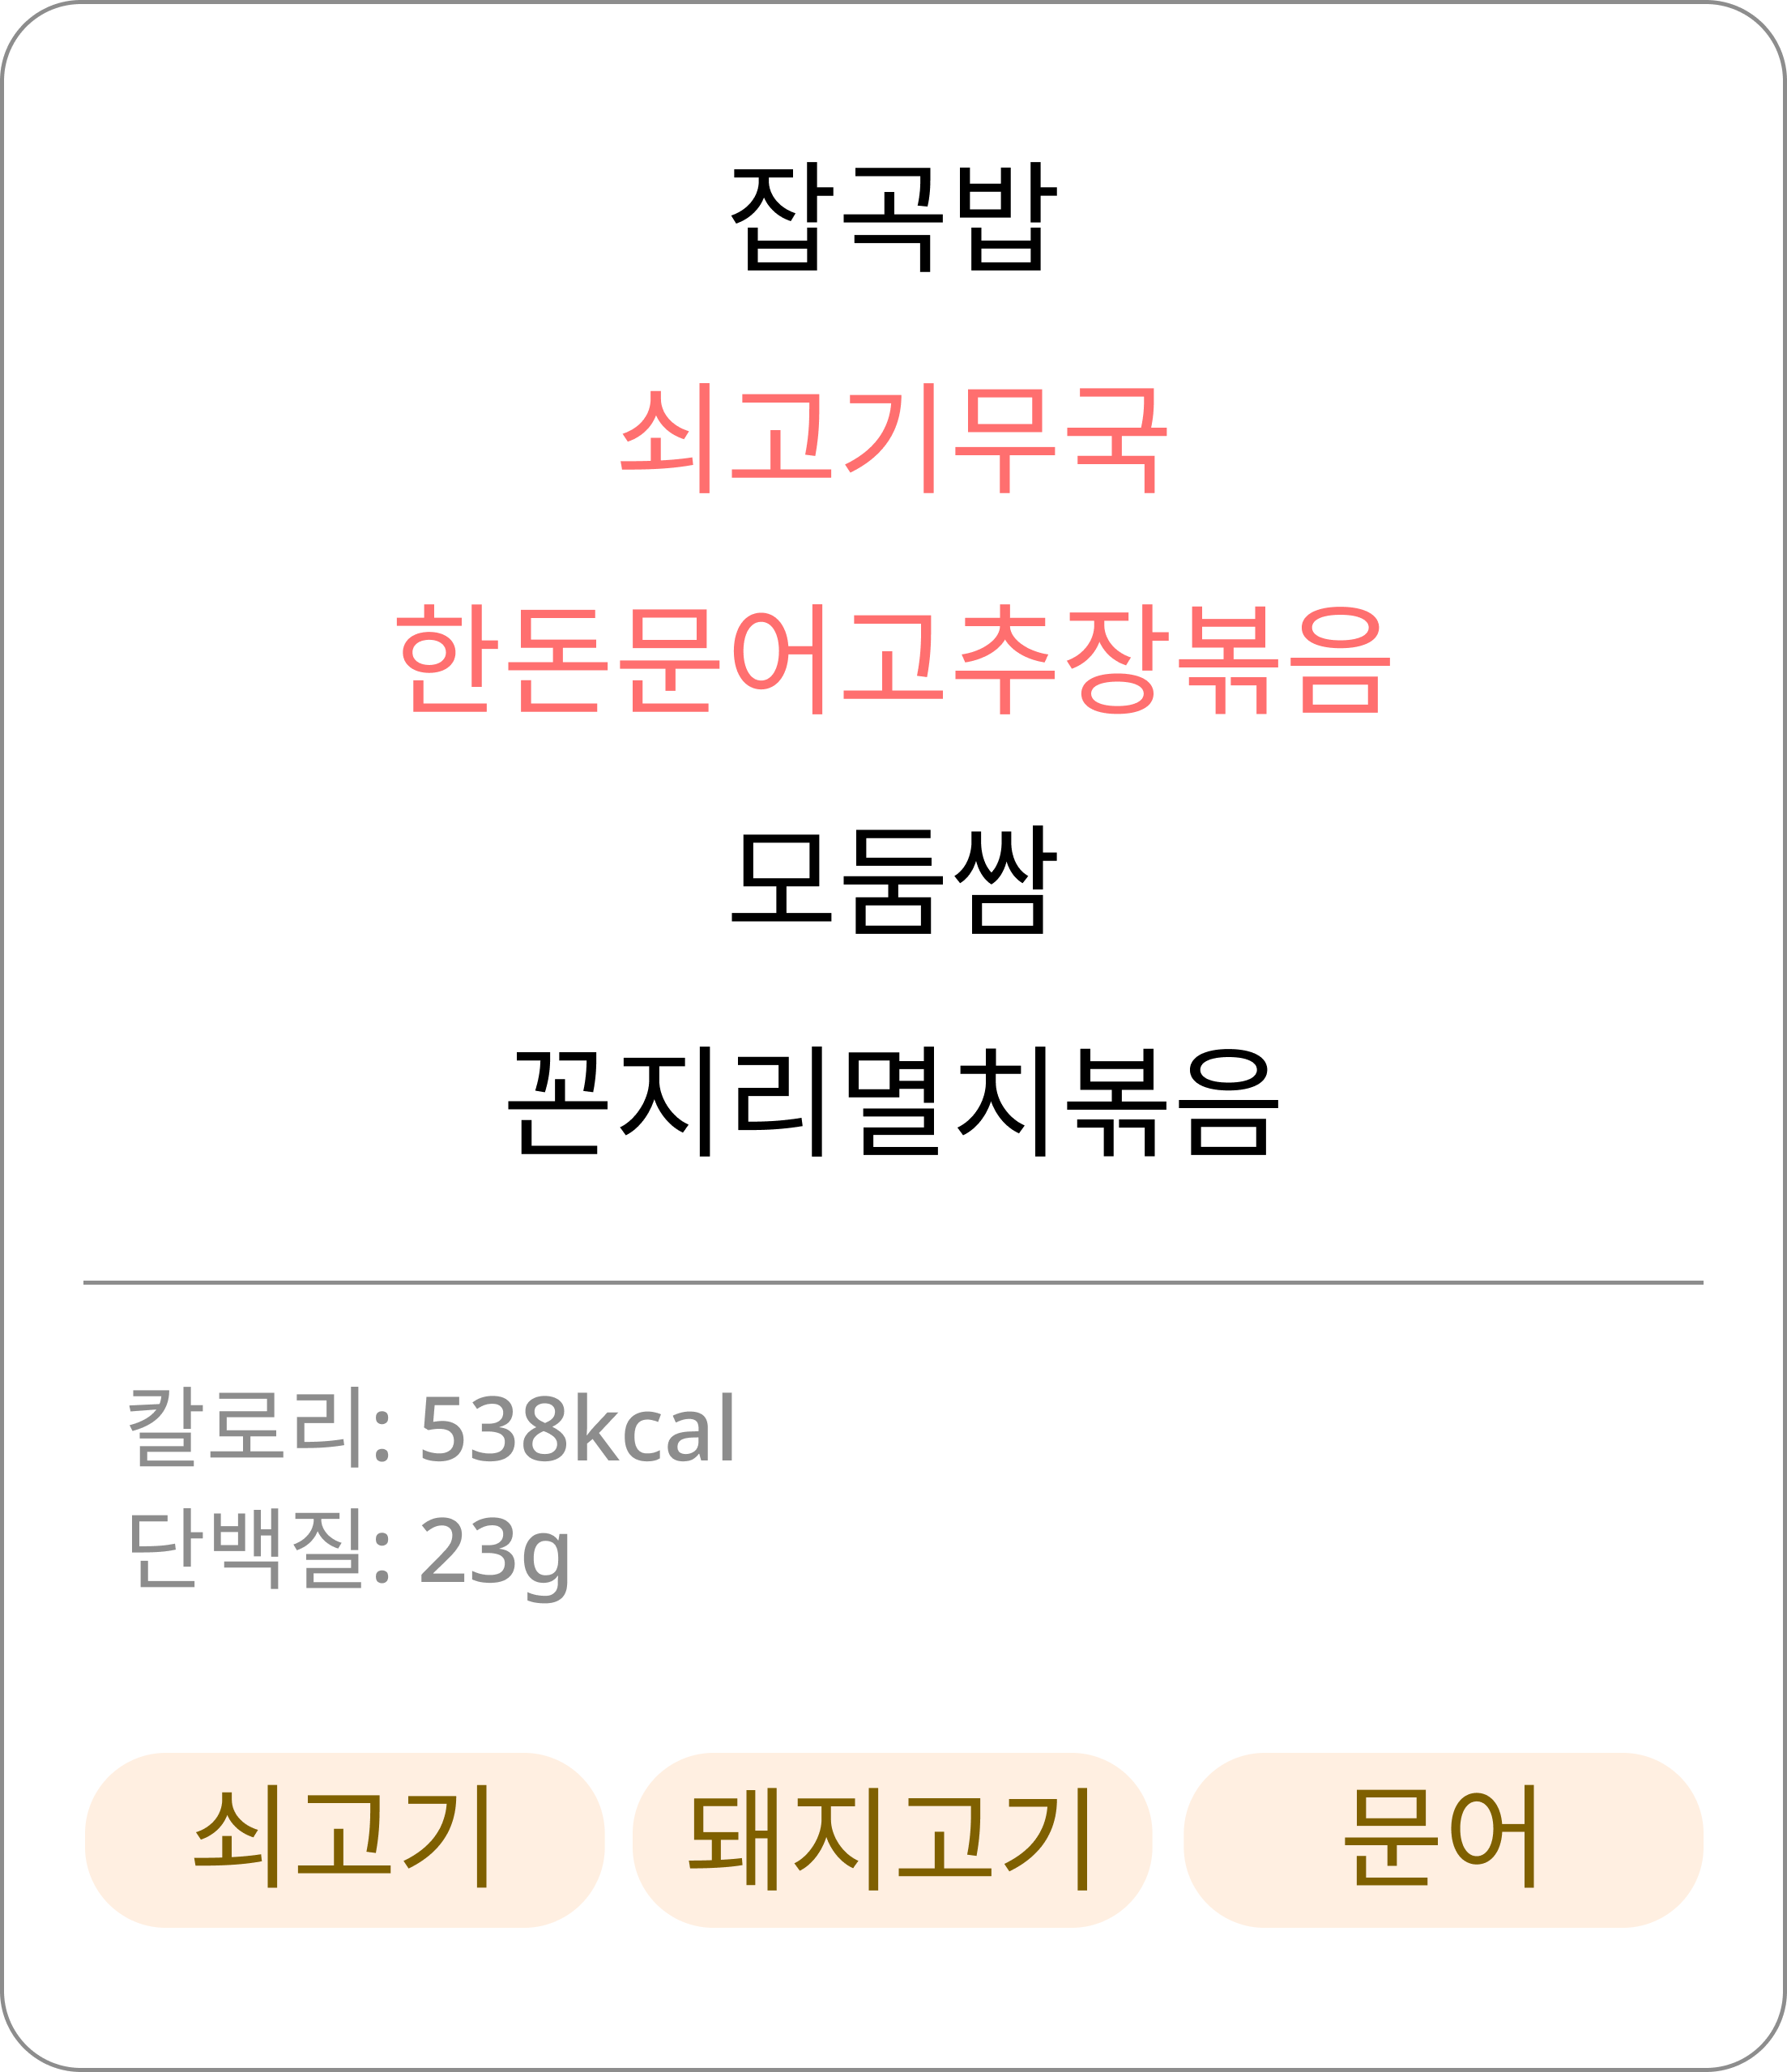 잡곡밥
쇠고기무국
한돈문어고추장볶음
모둠쌈
꼰지리멸치볶음
칼로리: 538kcal
단백질: 23g
쇠고기 돼지고기 문어